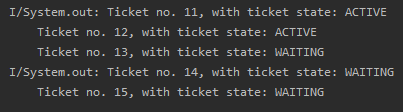 I/System.out: Ticket no. 11, with ticket state: ACTIVE
    Ticket no. 12, with ticket state: ACTIVE
    Ticket no. 13, with ticket state: WAITING
I/System.out: Ticket no. 14, with ticket state: WAITING
    Ticket no. 15, with ticket state: WAITING